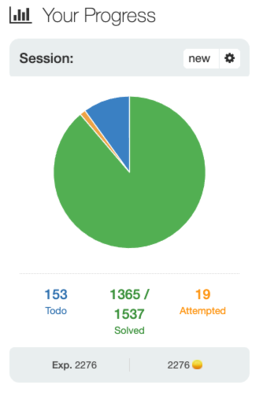 Your Progress
Session: new
153 1365 / 19
Todo 1537 Attempted
Solved
Exp. 2276 2276